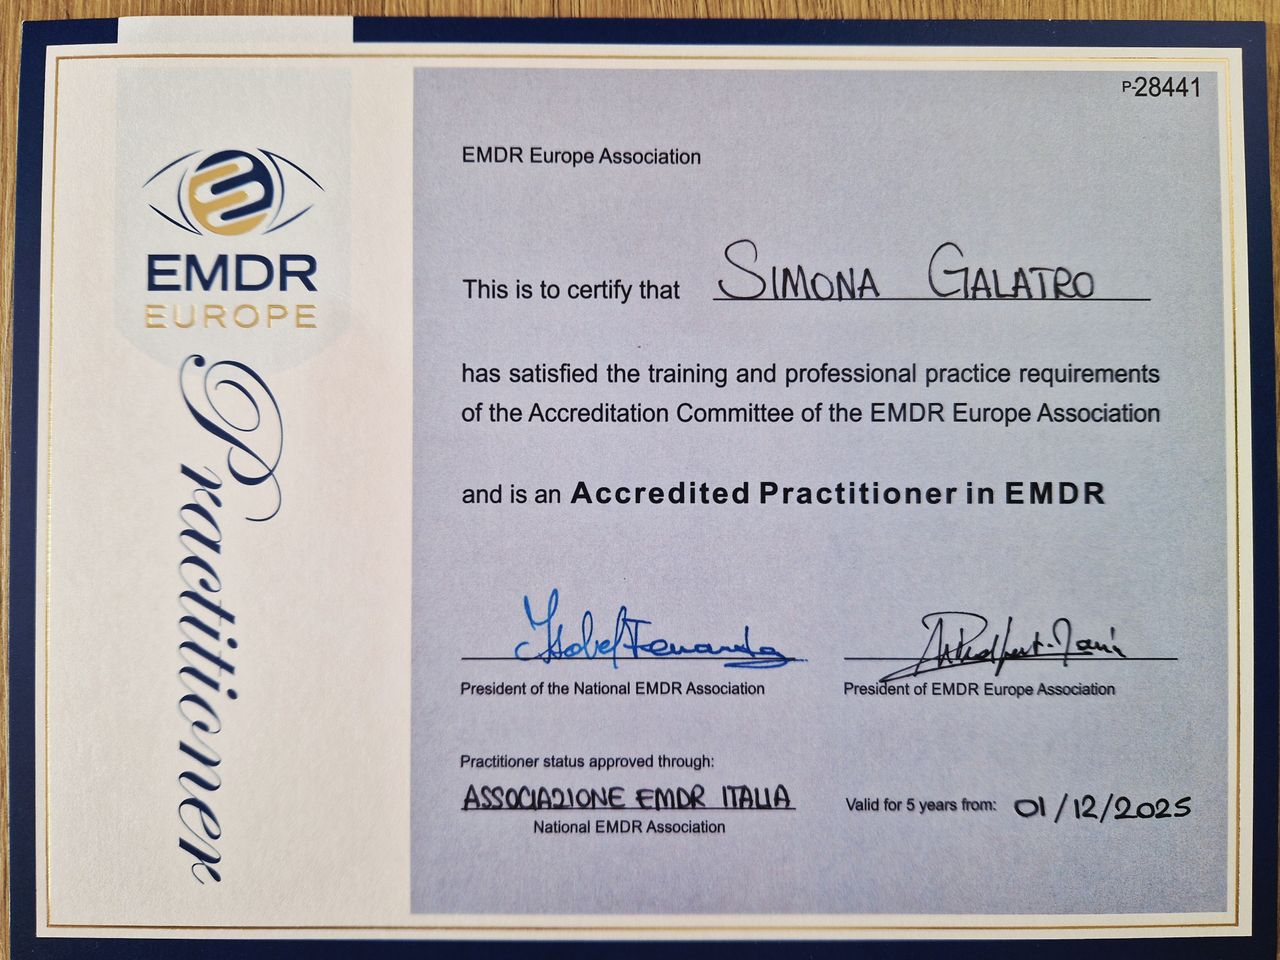 P-28441
EMDR
EUROPE
Practitioner
EMDR Europe Association
This is to certify that SIMONA GALATRO
has satisfied the training and professional practice requirements
of the Accreditation Committee of the EMDR Europe Association
and is an Accredited Practitioner in EMDR
Isabel Fernandez
President of the National EMDR Association
President of EMDR Europe Association
Practitioner status approved through:
ASSOCIAZIONE EMDR ITALIA
National EMDR Association
Valid for 5 years from: 01/12/2025